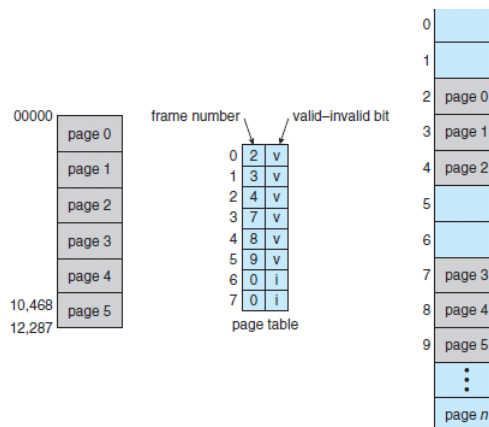 00000
page 0
page 1
page 2
page 3
page 4
10,468
page 5
12,287
frame number
valid–invalid bit
0 2 v
1 3 v
2 4 v
3 7 v
4 8 v
5 9 v
6 0 i
7 0 i
page table
0
1
2 page 0
3 page 1
4 page 2
5
6
7 page 3
8 page 4
9 page 5
page n